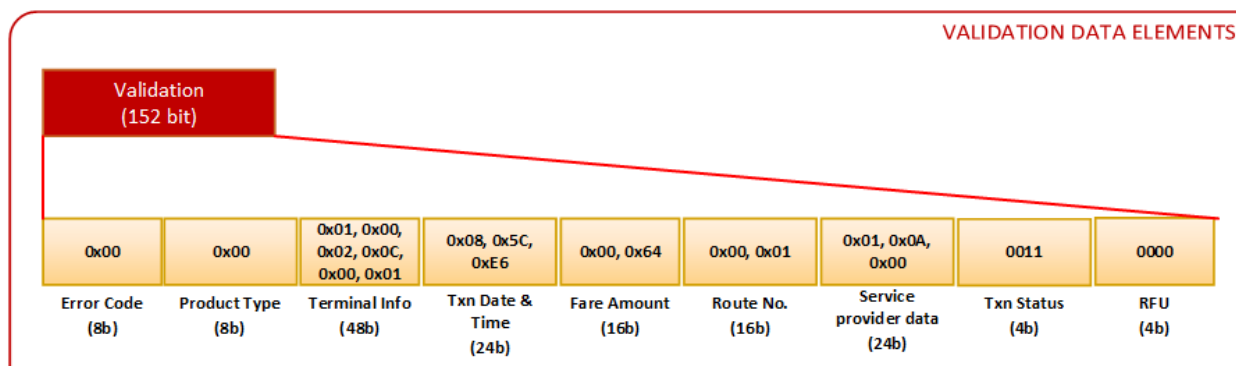 VALIDATION DATA ELEMENTS
Validation
(152 bit)
0x00
0x00
0x01, 0x00,
0x02, 0x0C,
0x00, 0x01
0x08, 0x5C,
0xE6
0x00, 0x64
0x00, 0x01
0x01, 0x0A,
0x00
0011
0000
Error Code
(8b)
Product Type
(8b)
Terminal Info
(48b)
Txn Date &
Time
(24b)
Fare Amount
(16b)
Route No.
(16b)
Service
provider data
(24b)
Txn Status
(4b)
RFU
(4b)